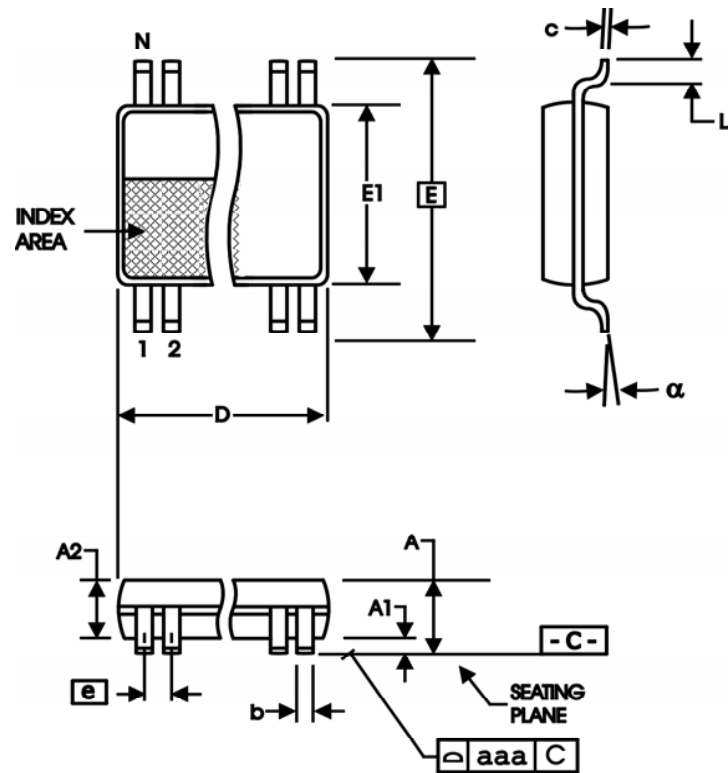 N
c
L
E1
E
INDEX
AREA
1 2
α
D
A2
A
A1
-C-
e
b
SEATING
PLANE
⌓ aaa C